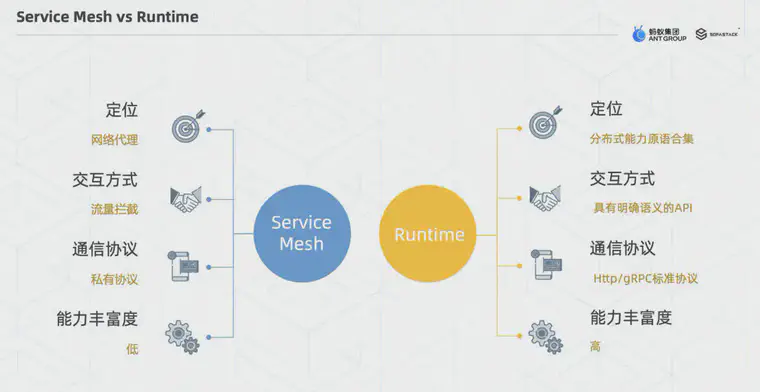 Service Mesh vs Runtime
蚂蚁集团
ANT GROUP
SOFASTACK
定位
网络代理
交互方式
流量拦截
通信协议
私有协议
能力丰富度
低
Service
Mesh
Runtime
定位
分布式能力原语合集
交互方式
具有明确语义的API
通信协议
Http/gRPC标准协议
能力丰富度
高